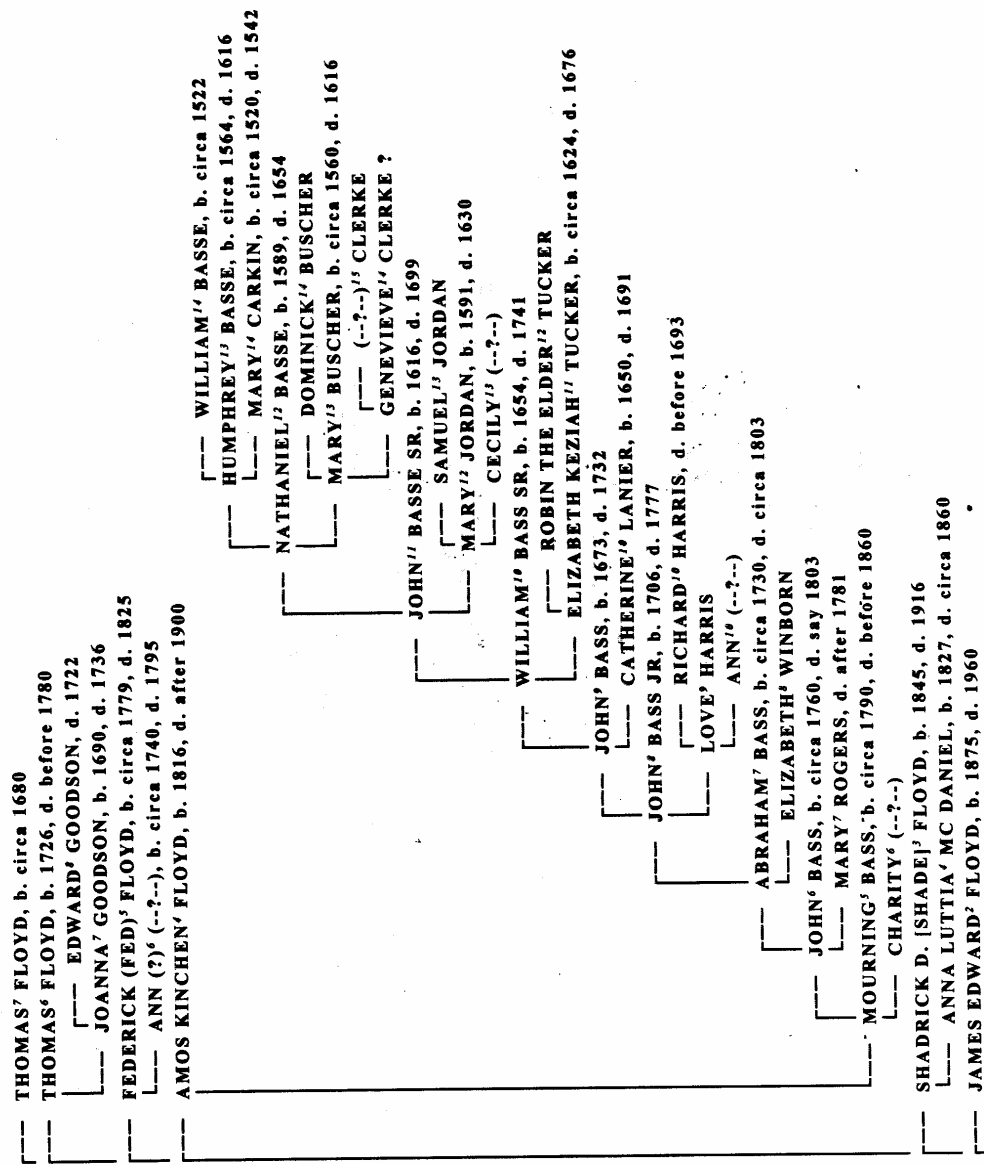 THOMAS⁷ FLOYD, b. circa 1680
THOMAS⁶ FLOYD, b. 1726, d. before 1780
EDWARD⁸ GOODSON, d. 1722
JOANNA⁷ GOODSON, b. 1690, d. 1736
FEDERICK (FED)⁵ FLOYD, b. circa 1779, d. 1825
ANN (?)⁶ (--?--), b. circa 1740, d. 1795
AMOS KINCHEN⁴ FLOYD, b. 1816, d. after 1900
WILLIAM¹⁴ BASSE, b. circa 1522
HUMPHREY¹³ BASSE, b. circa 1564, d. 1616
MARY¹⁴ CARKIN, b. circa 1520, d. 1542
NATHANIEL¹² BASSE, b. 1589, d. 1654
DOMINICK¹⁴ BUSCHER
MARY¹³ BUSCHER, b. circa 1560, d. 1616
(--?--)¹⁵ CLERKE
GENEVIEVE¹⁴ CLERKE ?
JOHN¹¹ BASSE SR, b. 1616, d. 1699
SAMUEL¹³ JORDAN
MARY¹² JORDAN, b. 1591, d. 1630
CECILY¹³ (--?--)
WILLIAM¹⁰ BASS SR, b. 1654, d. 1741
ROBIN THE ELDER¹² TUCKER
ELIZABETH KEZIAH¹¹ TUCKER, b. circa 1624, d. 1676
JOHN⁹ BASS, b. 1673, d. 1732
CATHERINE¹⁰ LANIER, b. 1650, d. 1691
JOHN⁸ BASS JR, b. 1706, d. 1777
RICHARD¹⁰ HARRIS, d. before 1693
LOVE⁹ HARRIS
ANN¹⁰ (--?--)
ABRAHAM⁷ BASS, b. circa 1730, d. circa 1803
ELIZABETH⁸ WINBORN
JOHN⁶ BASS, b. circa 1760, d. say 1803
MARY⁷ ROGERS, d. after 1781
MOURNING⁵ BASS, b. circa 1790, d. before 1860
CHARITY⁶ (--?--)
SHADRICK D. [SHADE]³ FLOYD, b. 1845, d. 1916
ANNA LUTTIA⁴ MC DANIEL, b. 1827, d. circa 1860
JAMES EDWARD² FLOYD, b. 1875, d. 1960